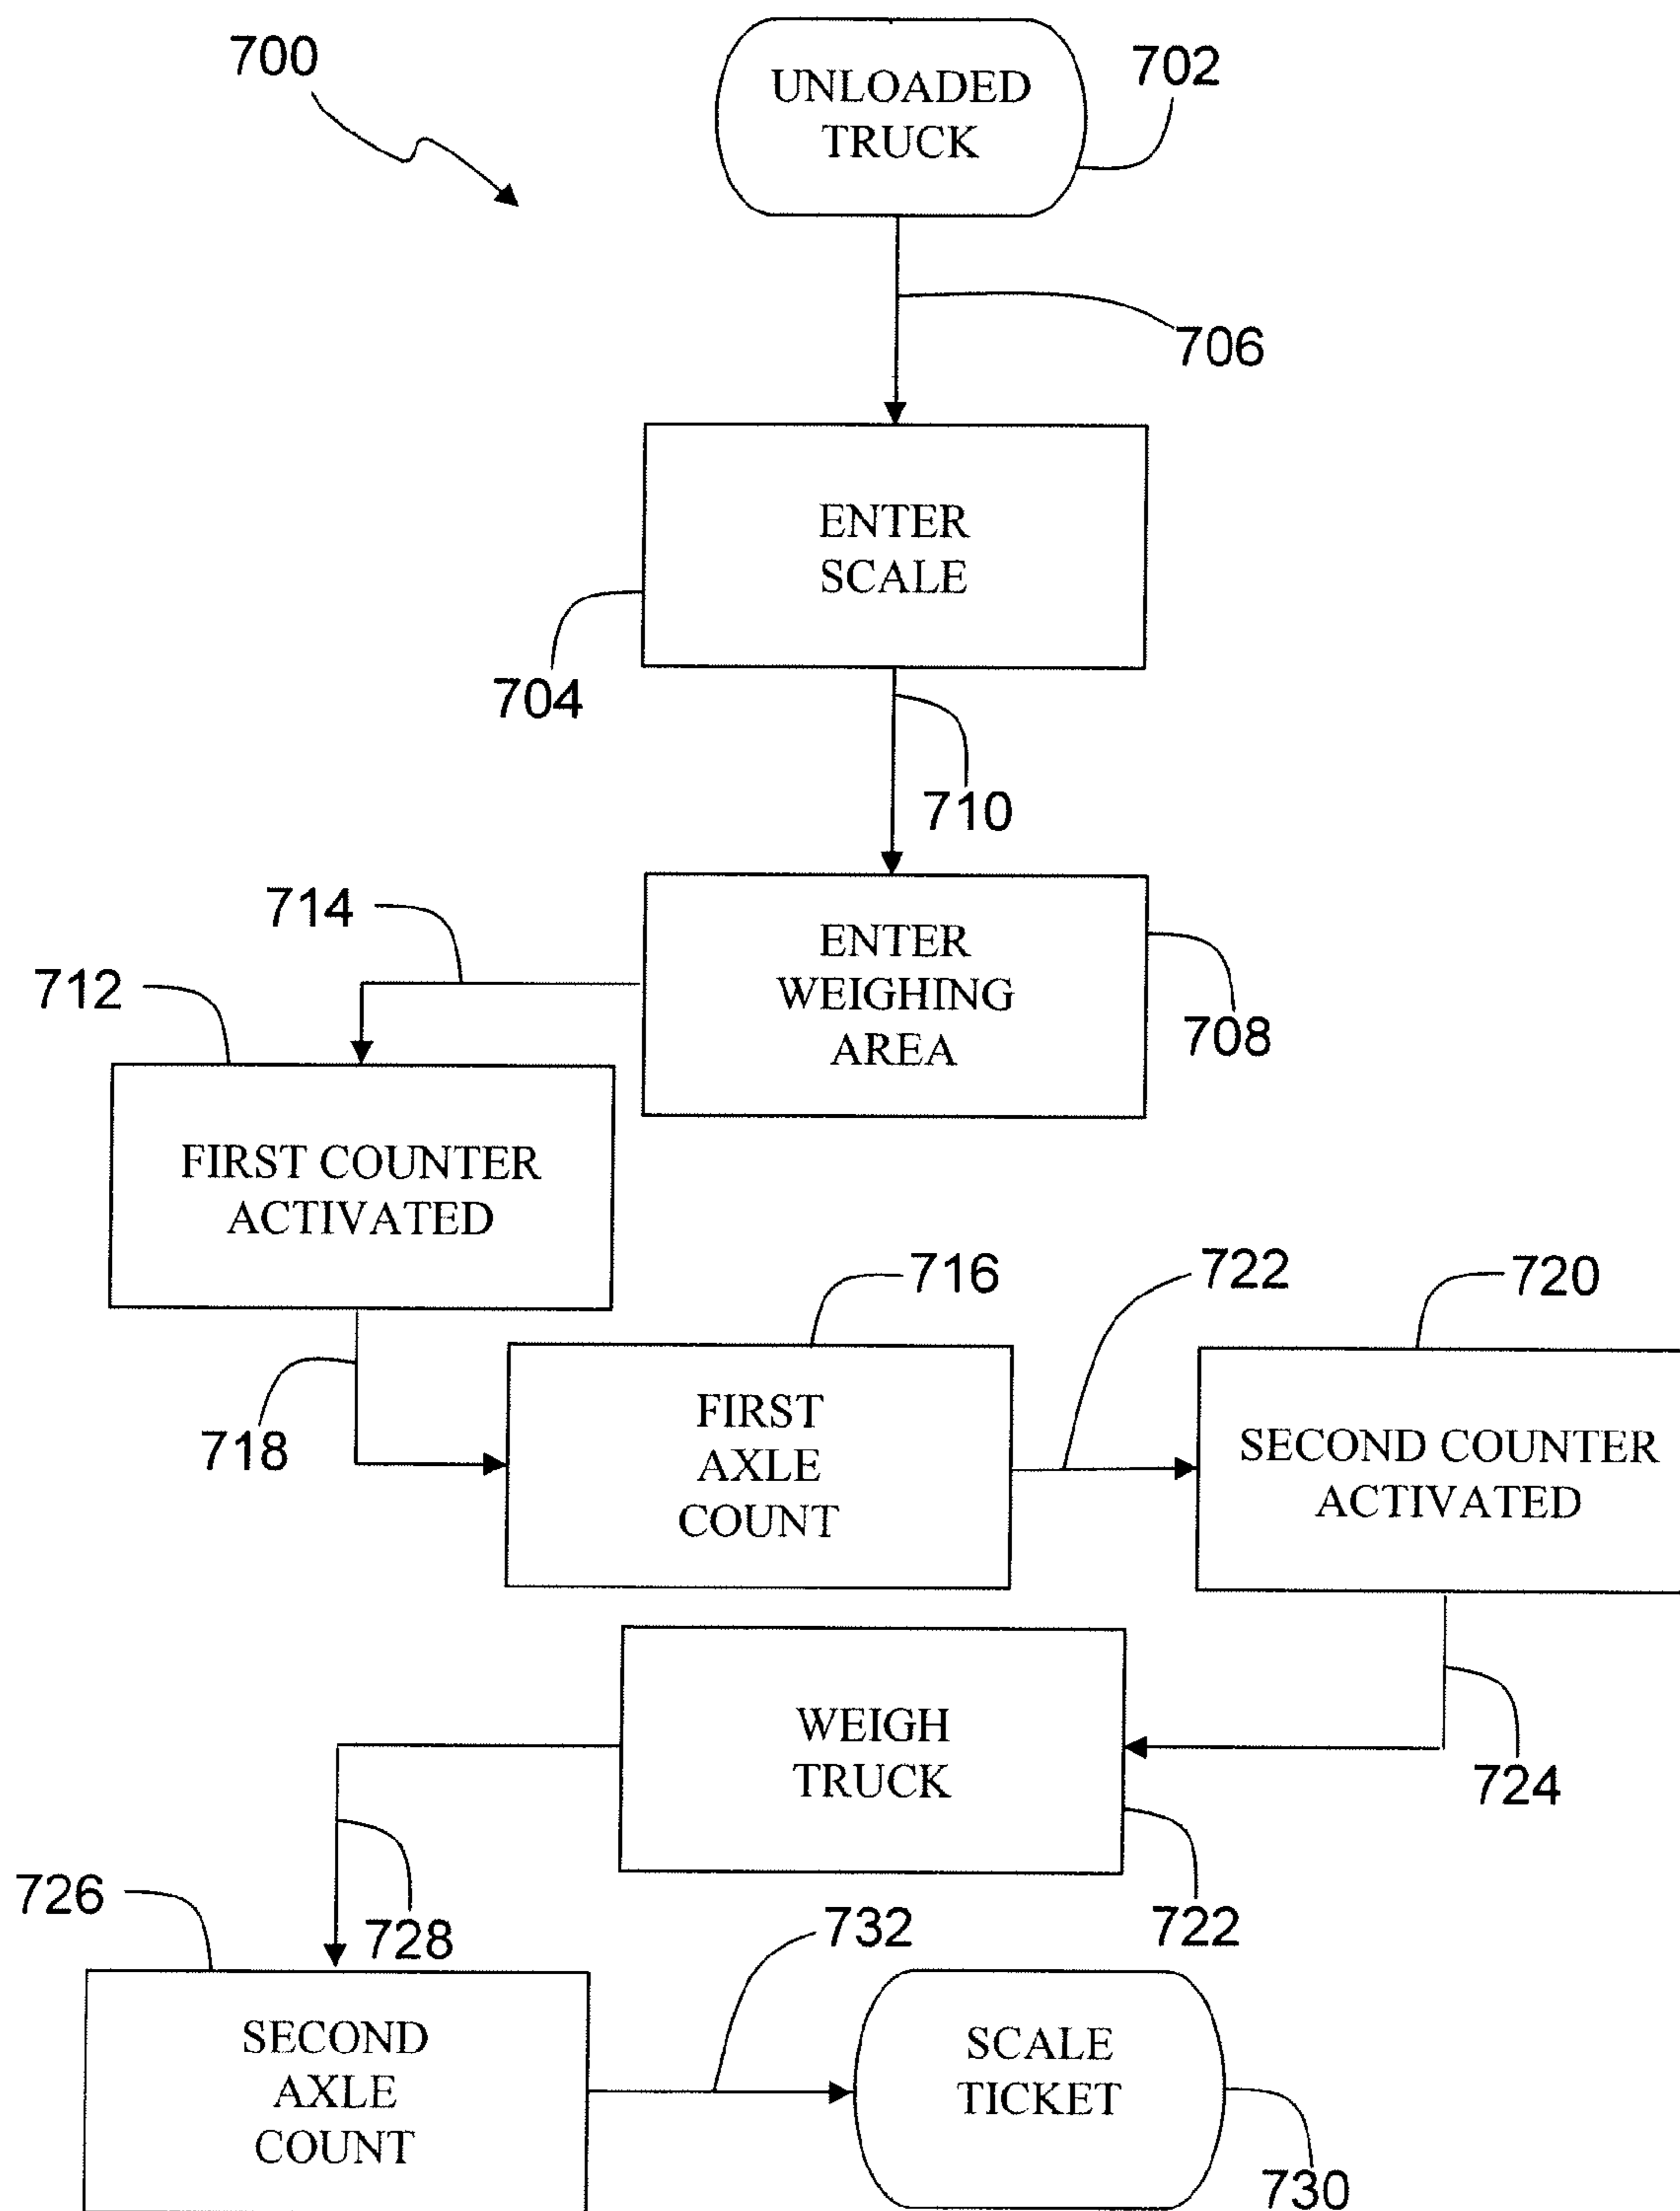 700
UNLOADED
TRUCK
702
706
ENTER
SCALE
704
710
714
ENTER
WEIGHING
AREA
712
708
FIRST COUNTER
ACTIVATED
716
722
720
718
FIRST
AXLE
COUNT
SECOND COUNTER
ACTIVATED
WEIGH
TRUCK
724
726
728
732
722
SECOND
AXLE
COUNT
SCALE
TICKET
730